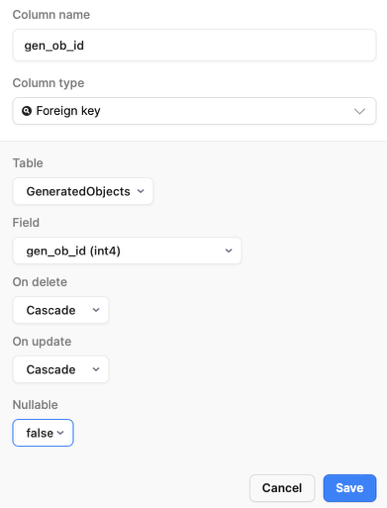 Column name
gen_ob_id
Column type
Foreign key
Table
GeneratedObjects
Field
gen_ob_id (int4)
On delete
Cascade
On update
Cascade
Nullable
false
Cancel Save